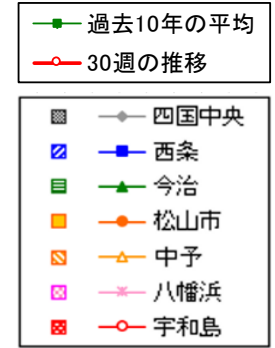 過去10年の平均
30週の推移
四国中央
西条
今治
松山市
中予
八幡浜
宇和島